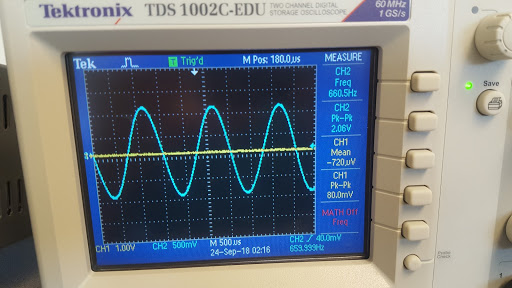 Tektronix TDS 1002C-EDU TWO CHANNEL DIGITAL STORAGE OSCILLOSCOPE
60 MHz
1 GS/s
Tek T Trig'd M Pos: 180.0µs MEASURE
CH2
Freq
660.5Hz
CH2
Pk-Pk
2.06V
CH1
Mean
-720µV
CH1
Pk-Pk
80.0mV
MATH Off
Freq
CH1 1.00V CH2 500mV M 500µs CH2 / 40.0mV
24-Sep-18 02:16 659.999Hz
Save